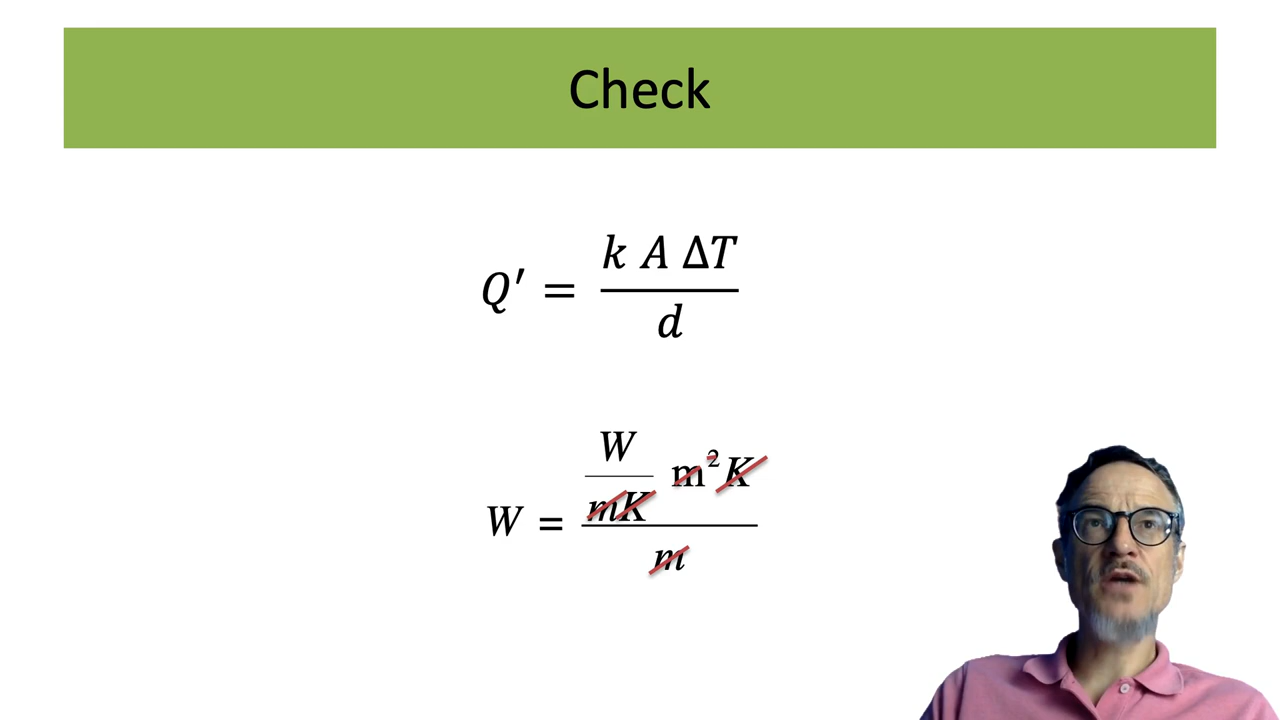 Check
Q′ = k A ΔT / d
W = W / mK m² K / m